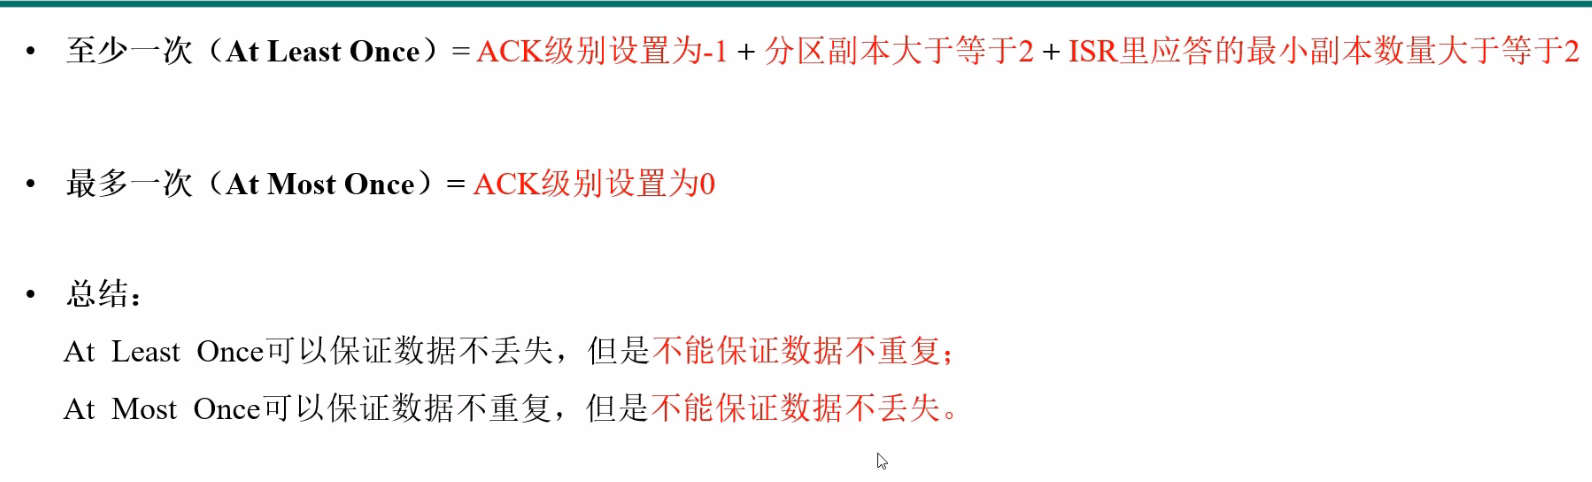 • 至少一次（At Least Once）= ACK级别设置为-1 + 分区副本大于等于2 + ISR里应答的最小副本数量大于等于2
• 最多一次（At Most Once）= ACK级别设置为0
• 总结：
At Least Once可以保证数据不丢失，但是不能保证数据不重复；
At Most Once可以保证数据不重复，但是不能保证数据不丢失。